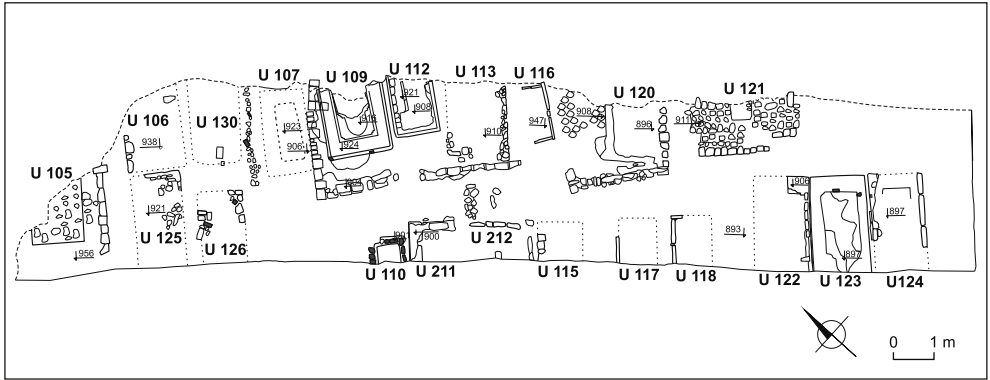 U 107
U 109
U 112
U 113
U 116
U 120
U 121
U 106
U 130
U 105
921
908
908
923
916
947
896
911
910
938
906
924
904
906
921
897
U 125
U 126
900
U 212
893
956
897
U 110
U 211
U 115
U 117
U 118
U 122
U 123
U124
0 1 m